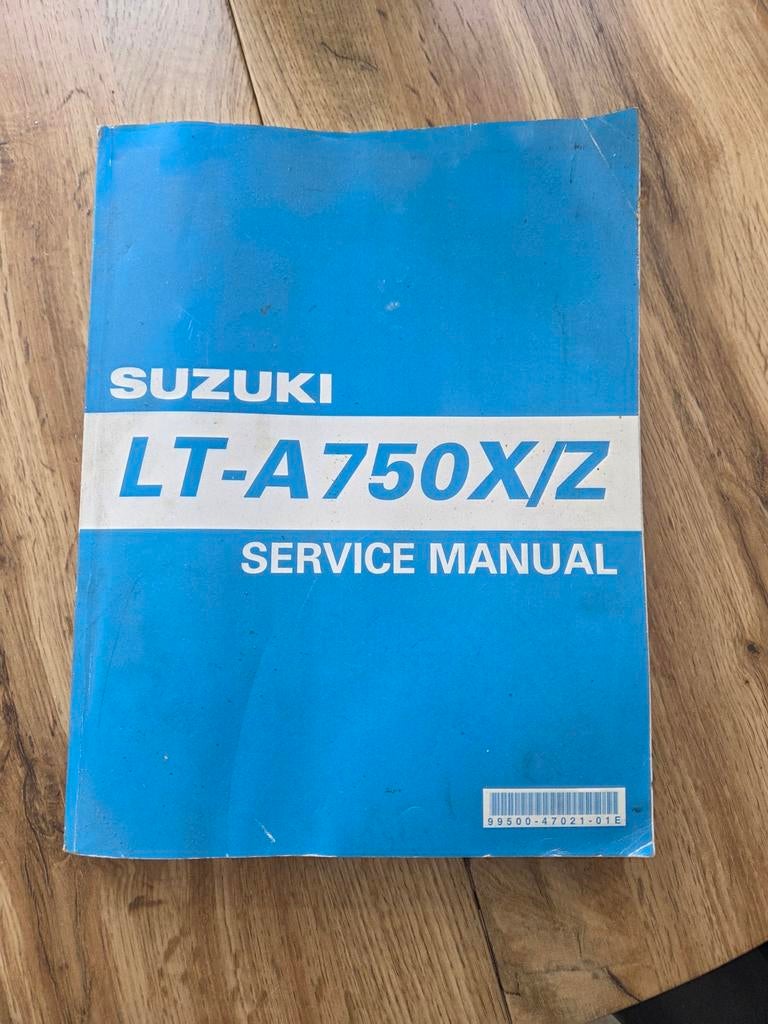 SUZUKI
LT-A750X/Z
SERVICE MANUAL
99500-47021-01E